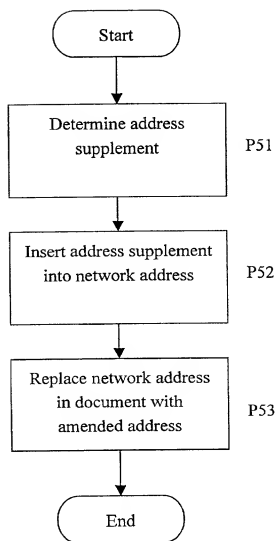 Start
Determine address
supplement
P51
Insert address supplement
into network address
P52
Replace network address
in document with
amended address
P53
End